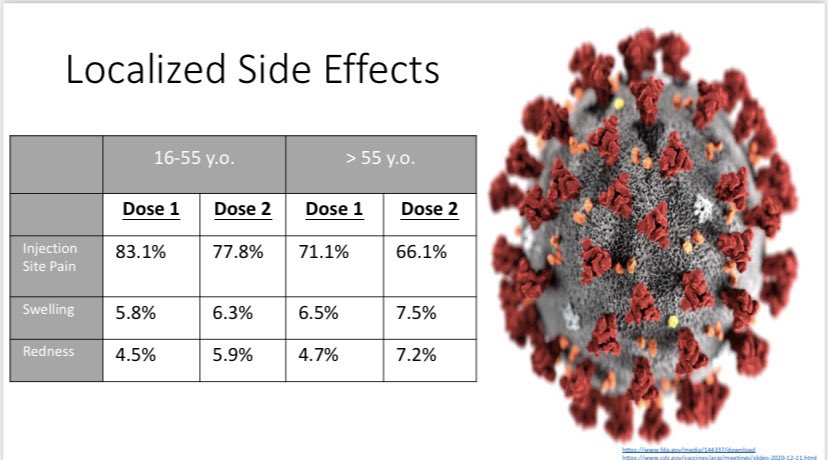 Localized Side Effects
16-55 y.o. > 55 y.o.
Dose 1 Dose 2 Dose 1 Dose 2
Injection
Site Pain 83.1% 77.8% 71.1% 66.1%
Swelling 5.8% 6.3% 6.5% 7.5%
Redness 4.5% 5.9% 4.7% 7.2%
https://www.fda.gov/media/144337/download
https://www.cdc.gov/vaccines/acip/meetings/slides-2020-12-11.html